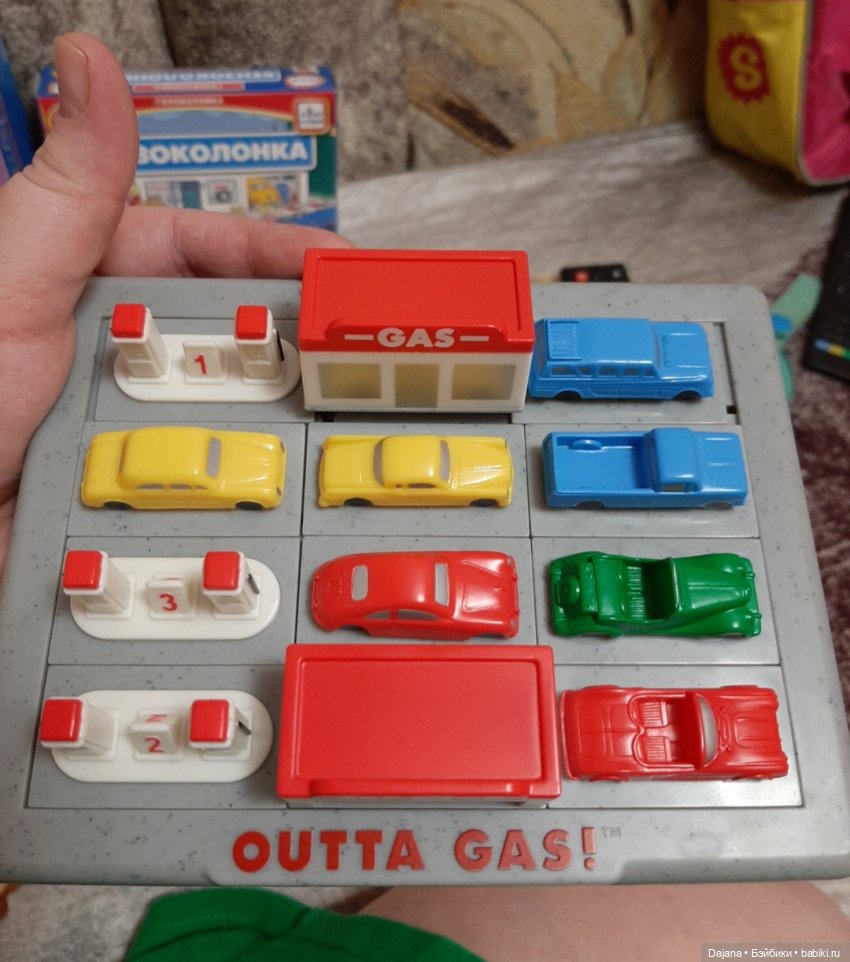 ВОКОЛОНКА
S
GAS
1
3
2
OUTTA GAS!™
Dajana • Бэйбики • babiki.ru